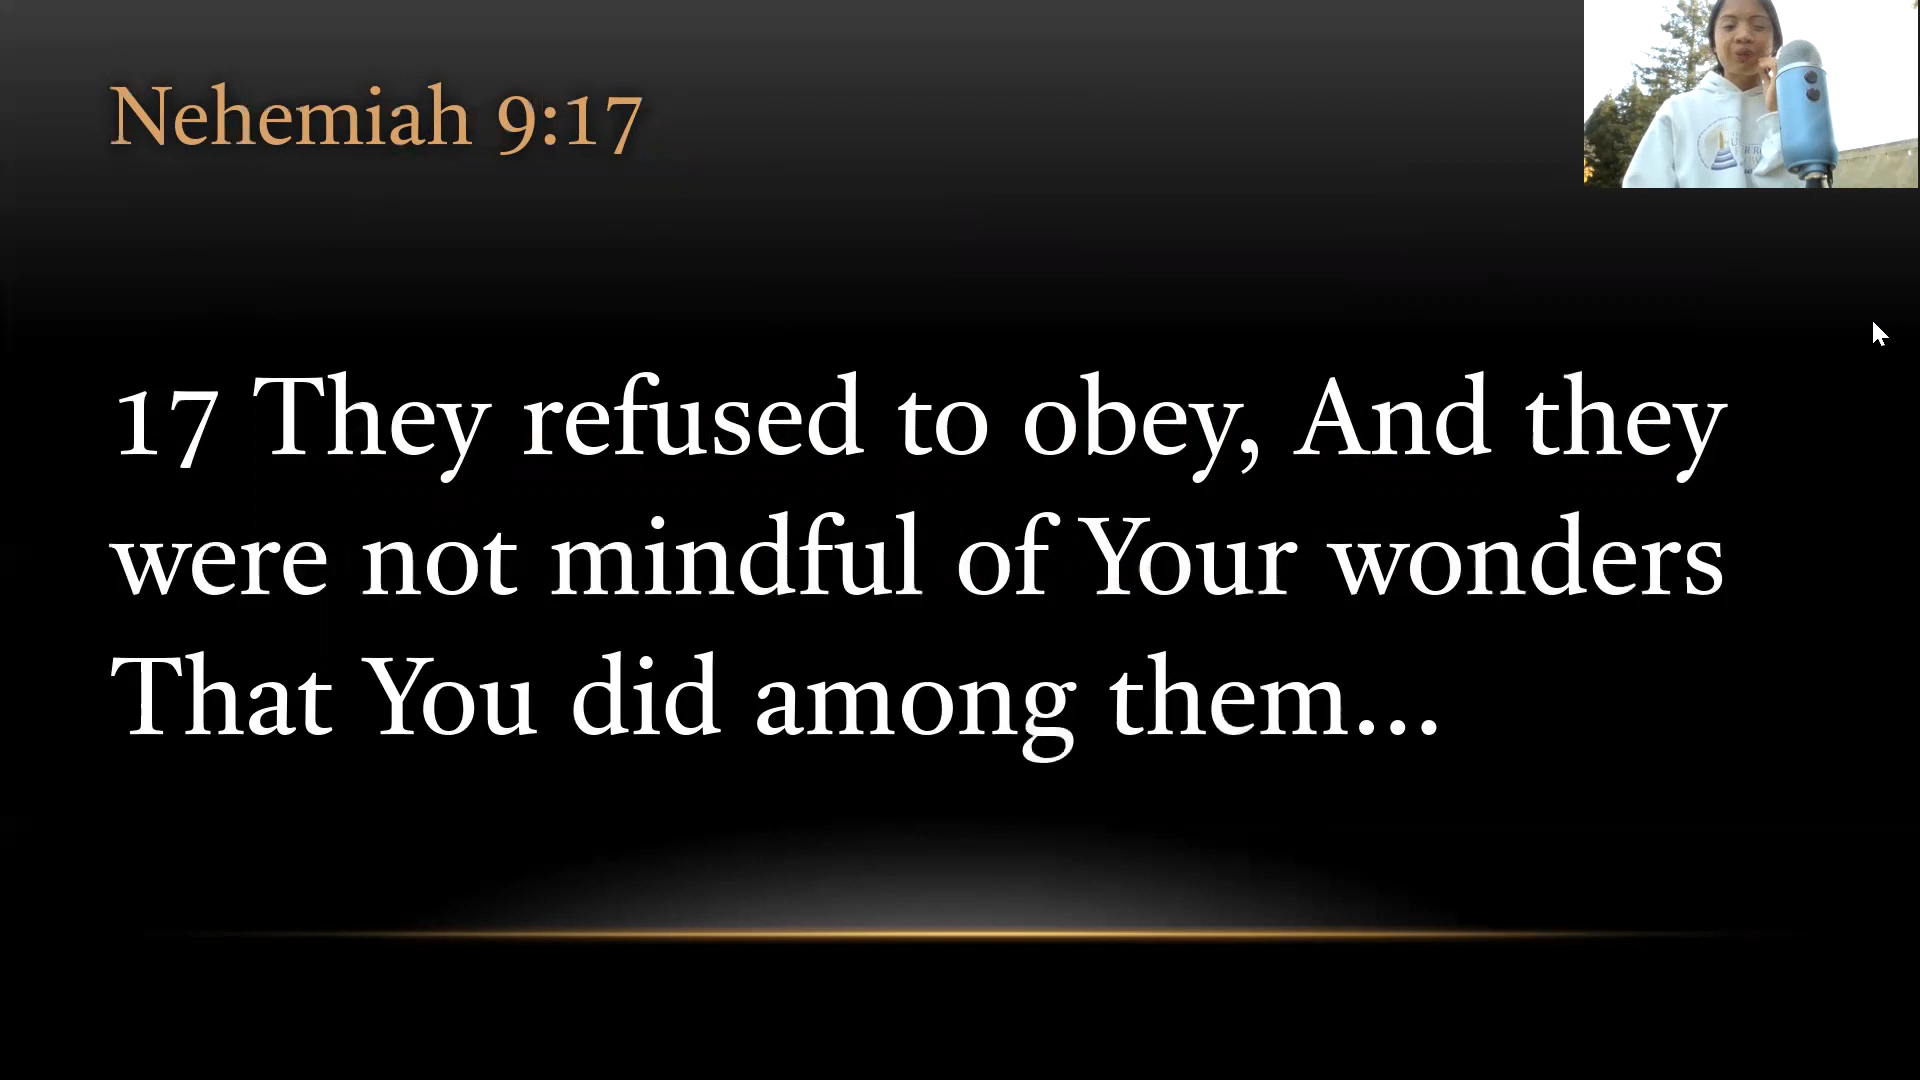 Nehemiah 9:17
17 They refused to obey, And they
were not mindful of Your wonders
That You did among them...